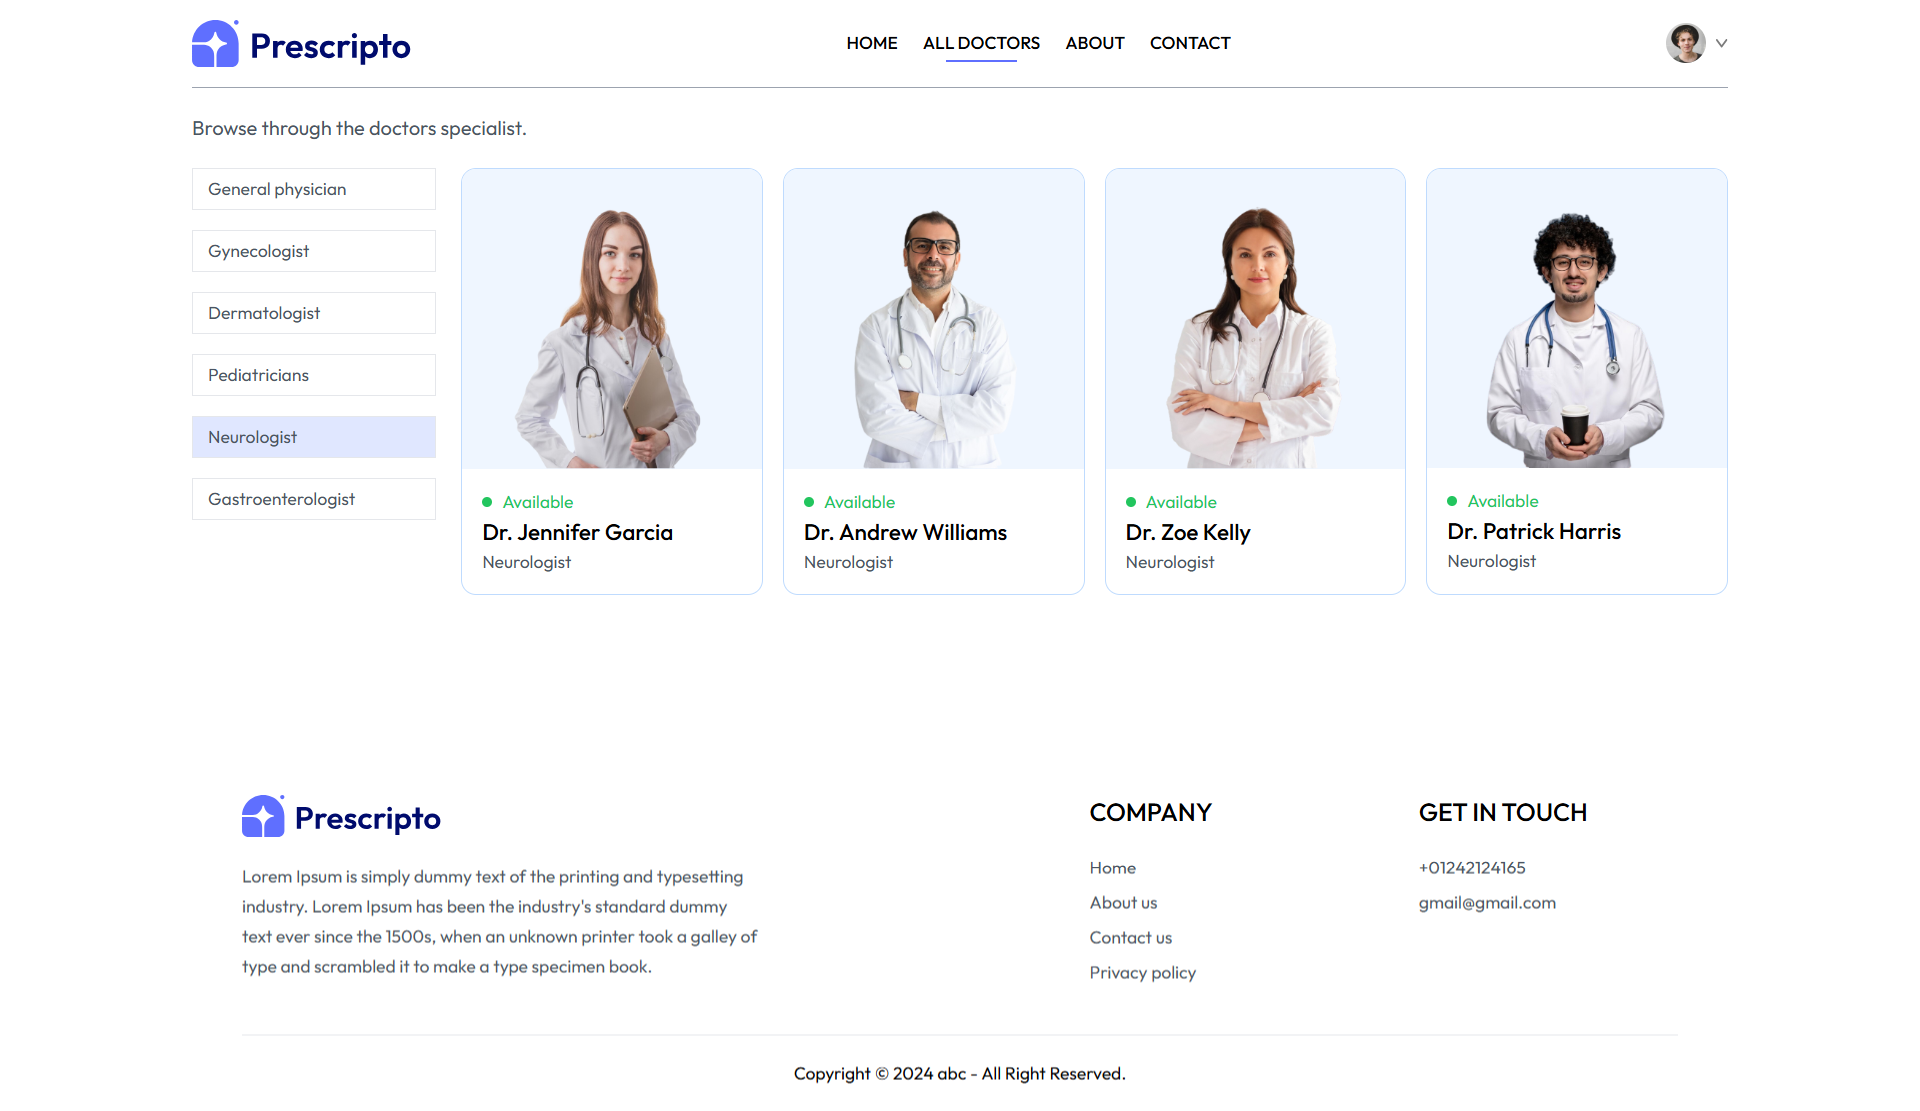 Prescripto
HOME
ALL DOCTORS
ABOUT
CONTACT
Browse through the doctors specialist.
General physician
Gynecologist
Dermatologist
Pediatricians
Neurologist
Gastroenterologist
Available
Dr. Jennifer Garcia
Neurologist
Available
Dr. Andrew Williams
Neurologist
Available
Dr. Zoe Kelly
Neurologist
Available
Dr. Patrick Harris
Neurologist
Prescripto
Lorem Ipsum is simply dummy text of the printing and typesetting
industry. Lorem Ipsum has been the industry's standard dummy
text ever since the 1500s, when an unknown printer took a galley of
type and scrambled it to make a type specimen book.
COMPANY
Home
About us
Contact us
Privacy policy
GET IN TOUCH
+01242124165
gmail@gmail.com
Copyright © 2024 abc - All Right Reserved.